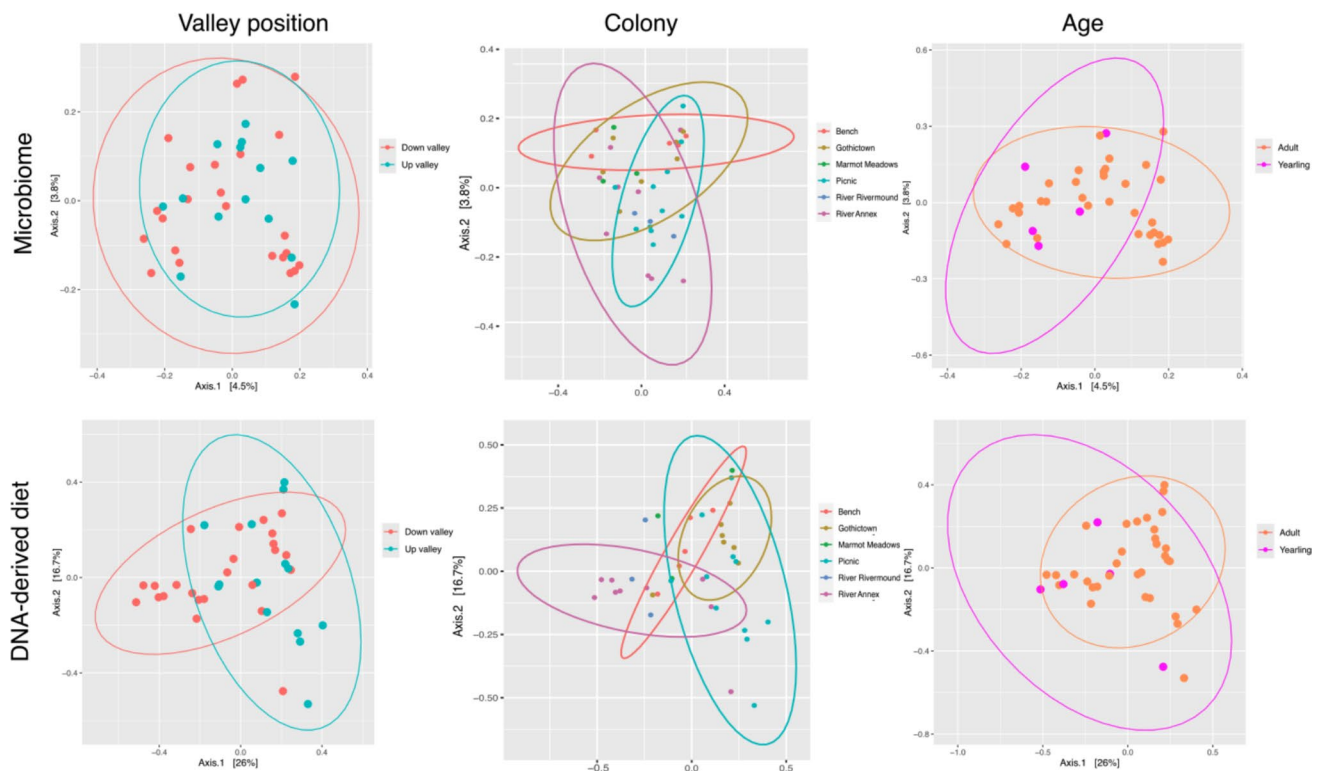 Valley position
Colony
Age
Microbiome
Axis.2 [3.8%]
0.2
0.0
−0.2
−0.4
−0.2
0.0
0.2
0.4
Axis.1 [4.5%]
Down valley
Up valley
Axis.2 [3.8%]
0.4
0.2
0.0
−0.2
−0.4
−0.4
0.0
0.4
Bench
Gothictown
Marmot Meadows
Picnic
River Rivermound
River Annex
Axis.2 [3.8%]
0.6
0.3
0.0
−0.3
−0.6
−0.4
−0.2
0.0
0.2
0.4
Axis.1 [4.5%]
Adult
Yearling
DNA-derived diet
Axis.2 [16.7%]
0.4
0.0
−0.4
−0.4
0.0
0.4
Axis.1 [26%]
Down valley
Up valley
Axis.2 [16.7%]
0.50
0.25
0.00
−0.25
−0.50
−0.5
0.0
0.5
Bench
Gothictown
Marmot Meadows
Picnic
River Rivermound
River Annex
Axis.2 [16.7%]
0.8
0.4
0.0
−0.4
−0.8
−1.0
−0.5
0.0
0.5
Axis.1 [26%]
Adult
Yearling